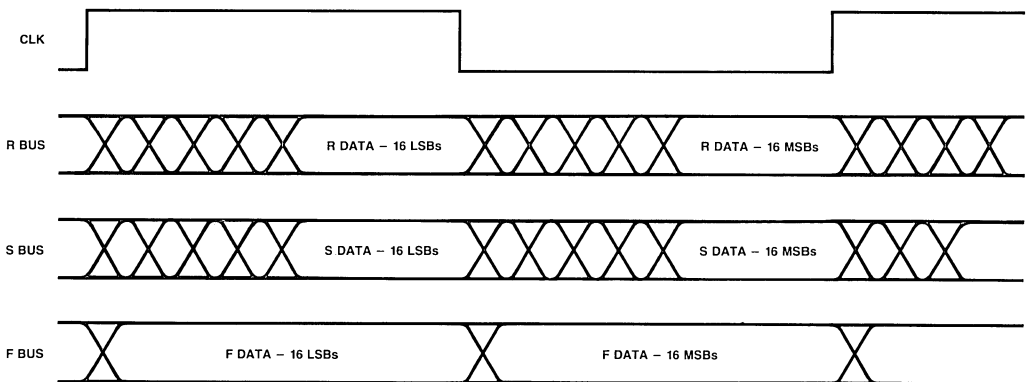 CLK
R BUS
R DATA – 16 LSBs
R DATA – 16 MSBs
S BUS
S DATA – 16 LSBs
S DATA – 16 MSBs
F BUS
F DATA – 16 LSBs
F DATA – 16 MSBs